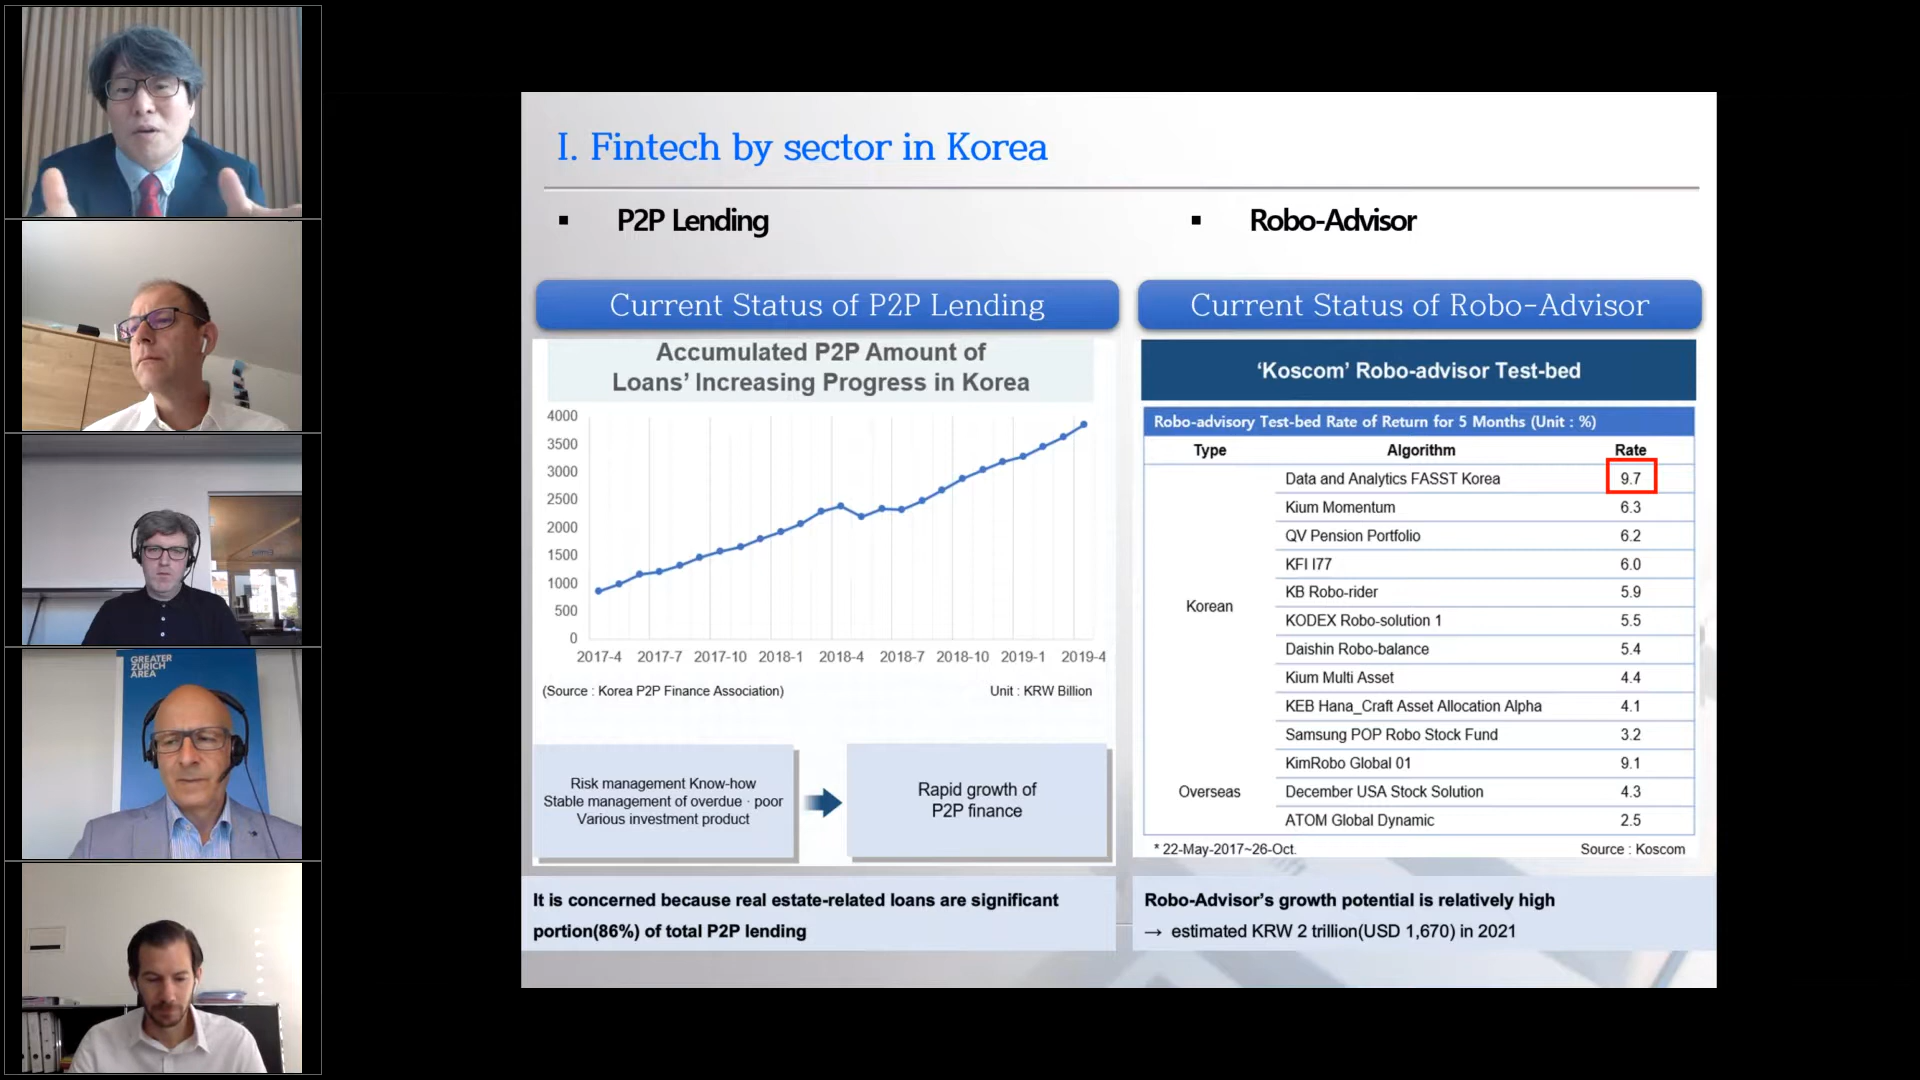 GREATER
ZURICH
AREA
I. Fintech by sector in Korea
▪ P2P Lending
▪ Robo-Advisor
Current Status of P2P Lending
Accumulated P2P Amount of
Loans' Increasing Progress in Korea
4000
3500
3000
2500
2000
1500
1000
500
0
2017-4 2017-7 2017-10 2018-1 2018-4 2018-7 2018-10 2019-1 2019-4
(Source : Korea P2P Finance Association) Unit : KRW Billion
Risk management Know-how
Stable management of overdue · poor
Various investment product
Rapid growth of
P2P finance
It is concerned because real estate-related loans are significant
portion(86%) of total P2P lending
Current Status of Robo-Advisor
‘Koscom’ Robo-advisor Test-bed
Robo-advisory Test-bed Rate of Return for 5 Months (Unit : %)
Type Algorithm Rate
Data and Analytics FASST Korea 9.7
Kium Momentum 6.3
QV Pension Portfolio 6.2
KFI I77 6.0
KB Robo-rider 5.9
Korean
KODEX Robo-solution 1 5.5
Daishin Robo-balance 5.4
Kium Multi Asset 4.4
KEB Hana_Craft Asset Allocation Alpha 4.1
Samsung POP Robo Stock Fund 3.2
KimRobo Global 01 9.1
Overseas December USA Stock Solution 4.3
ATOM Global Dynamic 2.5
* 22-May-2017~26-Oct. Source : Koscom
Robo-Advisor's growth potential is relatively high
→ estimated KRW 2 trillion(USD 1,670) in 2021